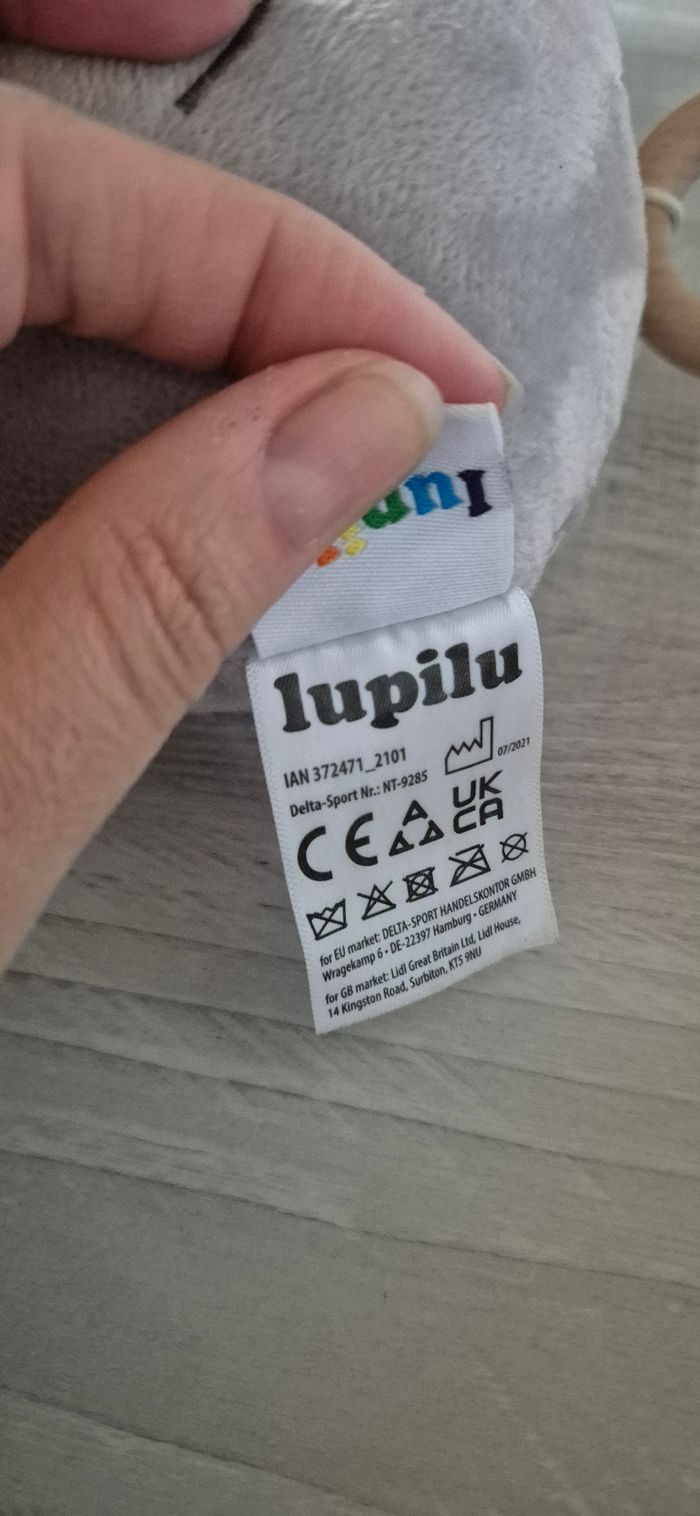 lupilu
IAN 372471_2101
07/2021
Delta-Sport Nr.: NT-9285
CE
UK
CA
for EU market: DELTA-SPORT HANDELSKONTOR GMBH
Wragekamp 6 • DE-22397 Hamburg • GERMANY
for GB market: Lidl Great Britain Ltd, Lidl House,
14 Kingston Road, Surbiton, KT5 9NU